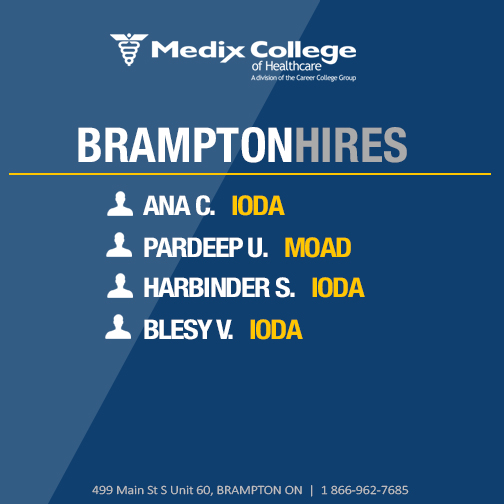 Medix College
of Healthcare
A division of the Career College Group
BRAMPTONHIRES
ANA C. IODA
PARDEEP U. MOAD
HARBINDER S. IODA
BLESY V. IODA
499 Main St S Unit 60, BRAMPTON ON | 1 866-962-7685